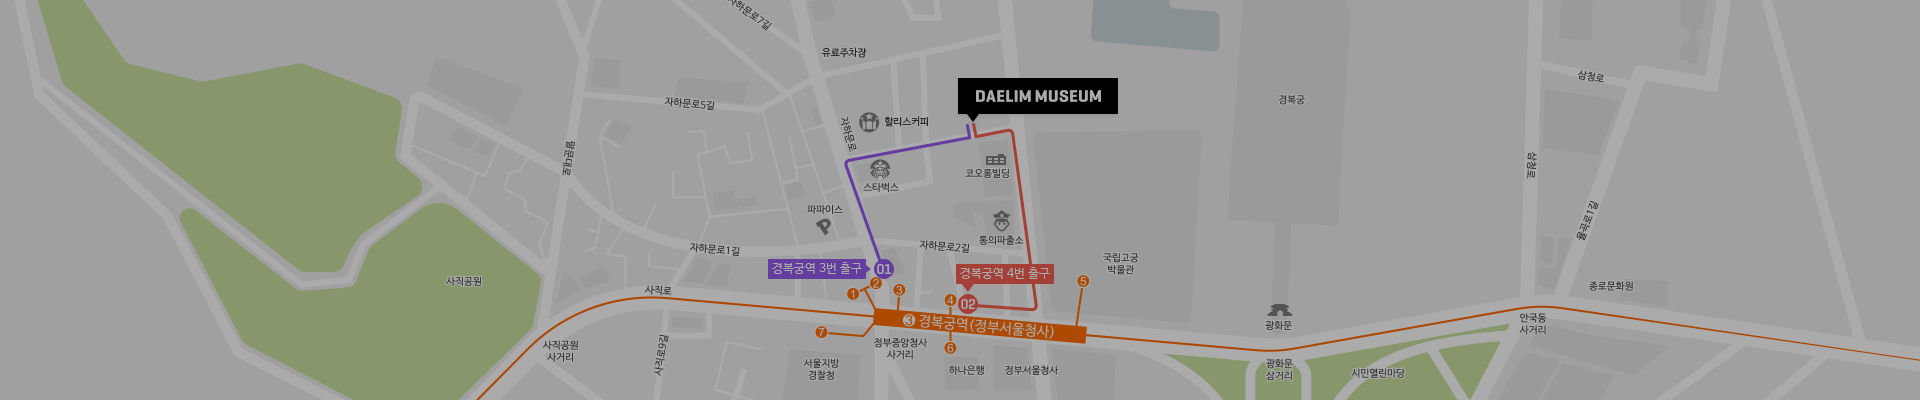 자하문로7길
유료주차장
DAELIM MUSEUM
삼청로
경복궁
자하문로5길
할리스커피
자하문로
필운대로
코오롱빌딩
스타벅스
삼청로
파파이스
율곡로1길
통의파출소
자하문로1길
자하문로2길
국립고궁
박물관
경복궁역 3번 출구
01
경복궁역 4번 출구
사직공원
사직로
1
2
3
4
02
5
종로문화원
3 경복궁역(정부서울청사)
광화문
안국동
사거리
7
6
사직공원
사거리
사직로9길
정부중앙청사
사거리
서울지방
경찰청
하나은행
정부서울청사
광화문
삼거리
시민열린마당